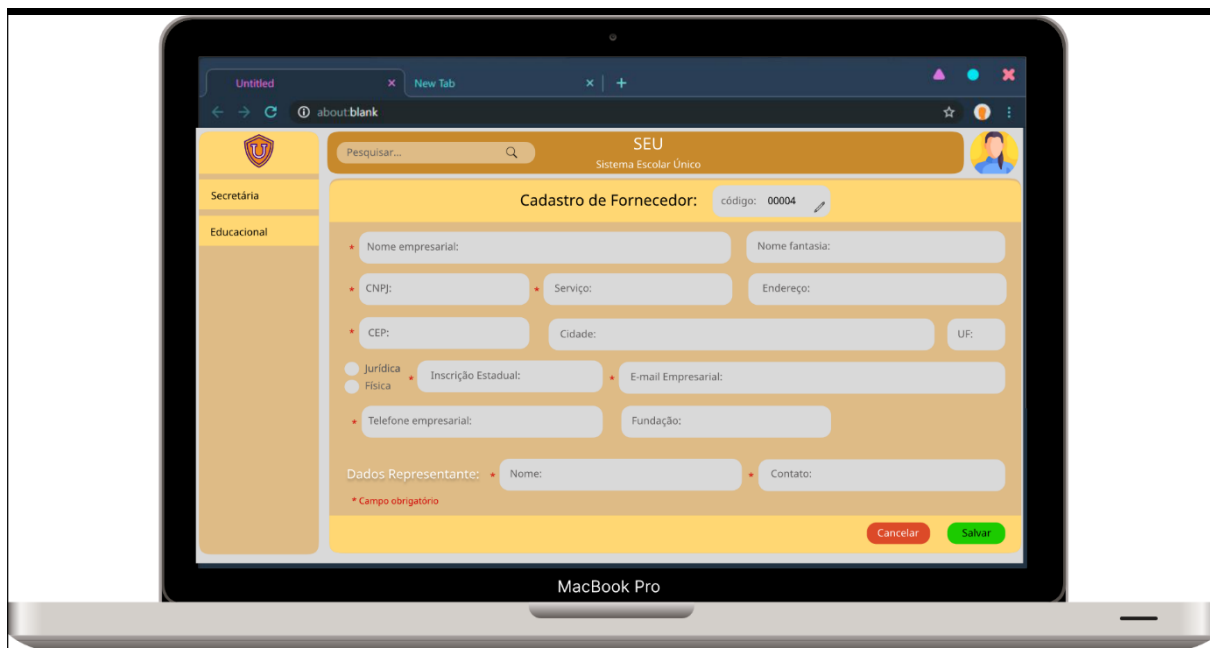 Untitled
New Tab
about:blank
U
Pesquisar...
SEU
Sistema Escolar Único
Secretária
Educacional
Cadastro de Fornecedor: código: 00004
* Nome empresarial: Nome fantasia:
* CNPJ: * Serviço: Endereço:
* CEP: Cidade: UF:
Jurídica
Física
* Inscrição Estadual: * E-mail Empresarial:
* Telefone empresarial: Fundação:
Dados Representante: * Nome: * Contato:
* Campo obrigatório
Cancelar Salvar
MacBook Pro